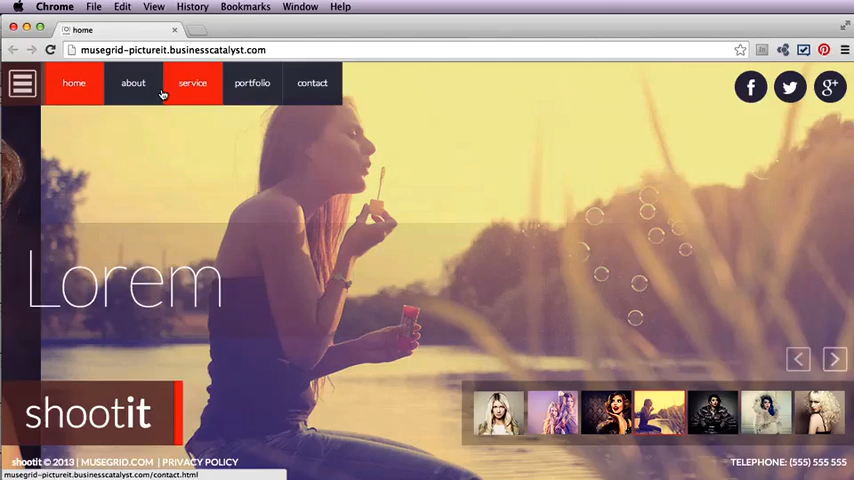 Chrome File Edit View History Bookmarks Window Help
home
musegrid-pictureit.businesscatalyst.com
home about service portfolio contact
Lorem
shootit
shootit © 2013 | MUSEGRID.COM | PRIVACY POLICY
TELEPHONE: (555) 555 555
musegrid-pictureit.businesscatalyst.com/contact.html